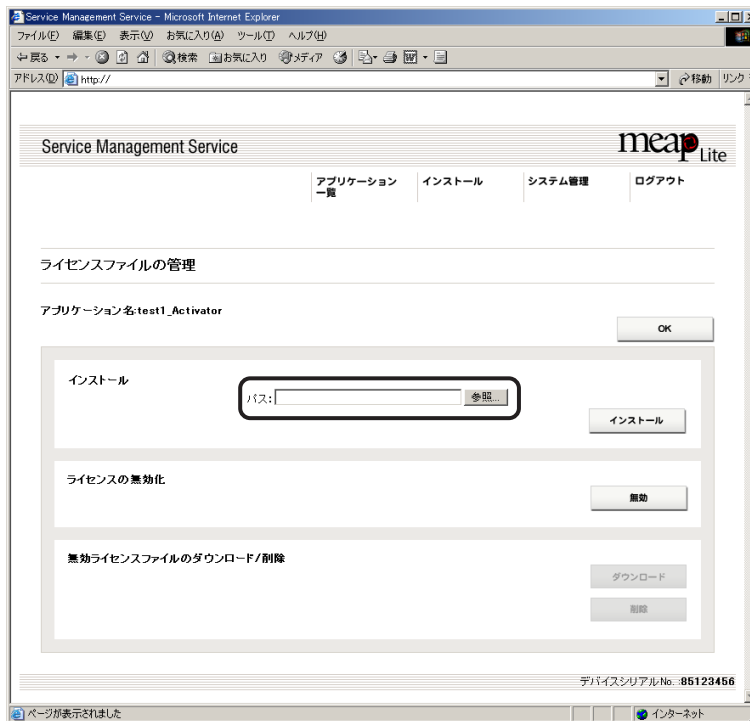 Service Management Service - Microsoft Internet Explorer
ファイル(F) 編集(E) 表示(V) お気に入り(A) ツール(T) ヘルプ(H)
戻る 検索 お気に入り メディア
アドレス(D) http:// 移動 リンク
Service Management Service
meap Lite
アプリケーション一覧 インストール システム管理 ログアウト
ライセンスファイルの管理
アプリケーション名:test1_Activator
OK
インストール
パス: 参照...
インストール
ライセンスの無効化
無効
無効ライセンスファイルのダウンロード/削除
ダウンロード
削除
デバイスシリアルNo. :85123456
ページが表示されました インターネット